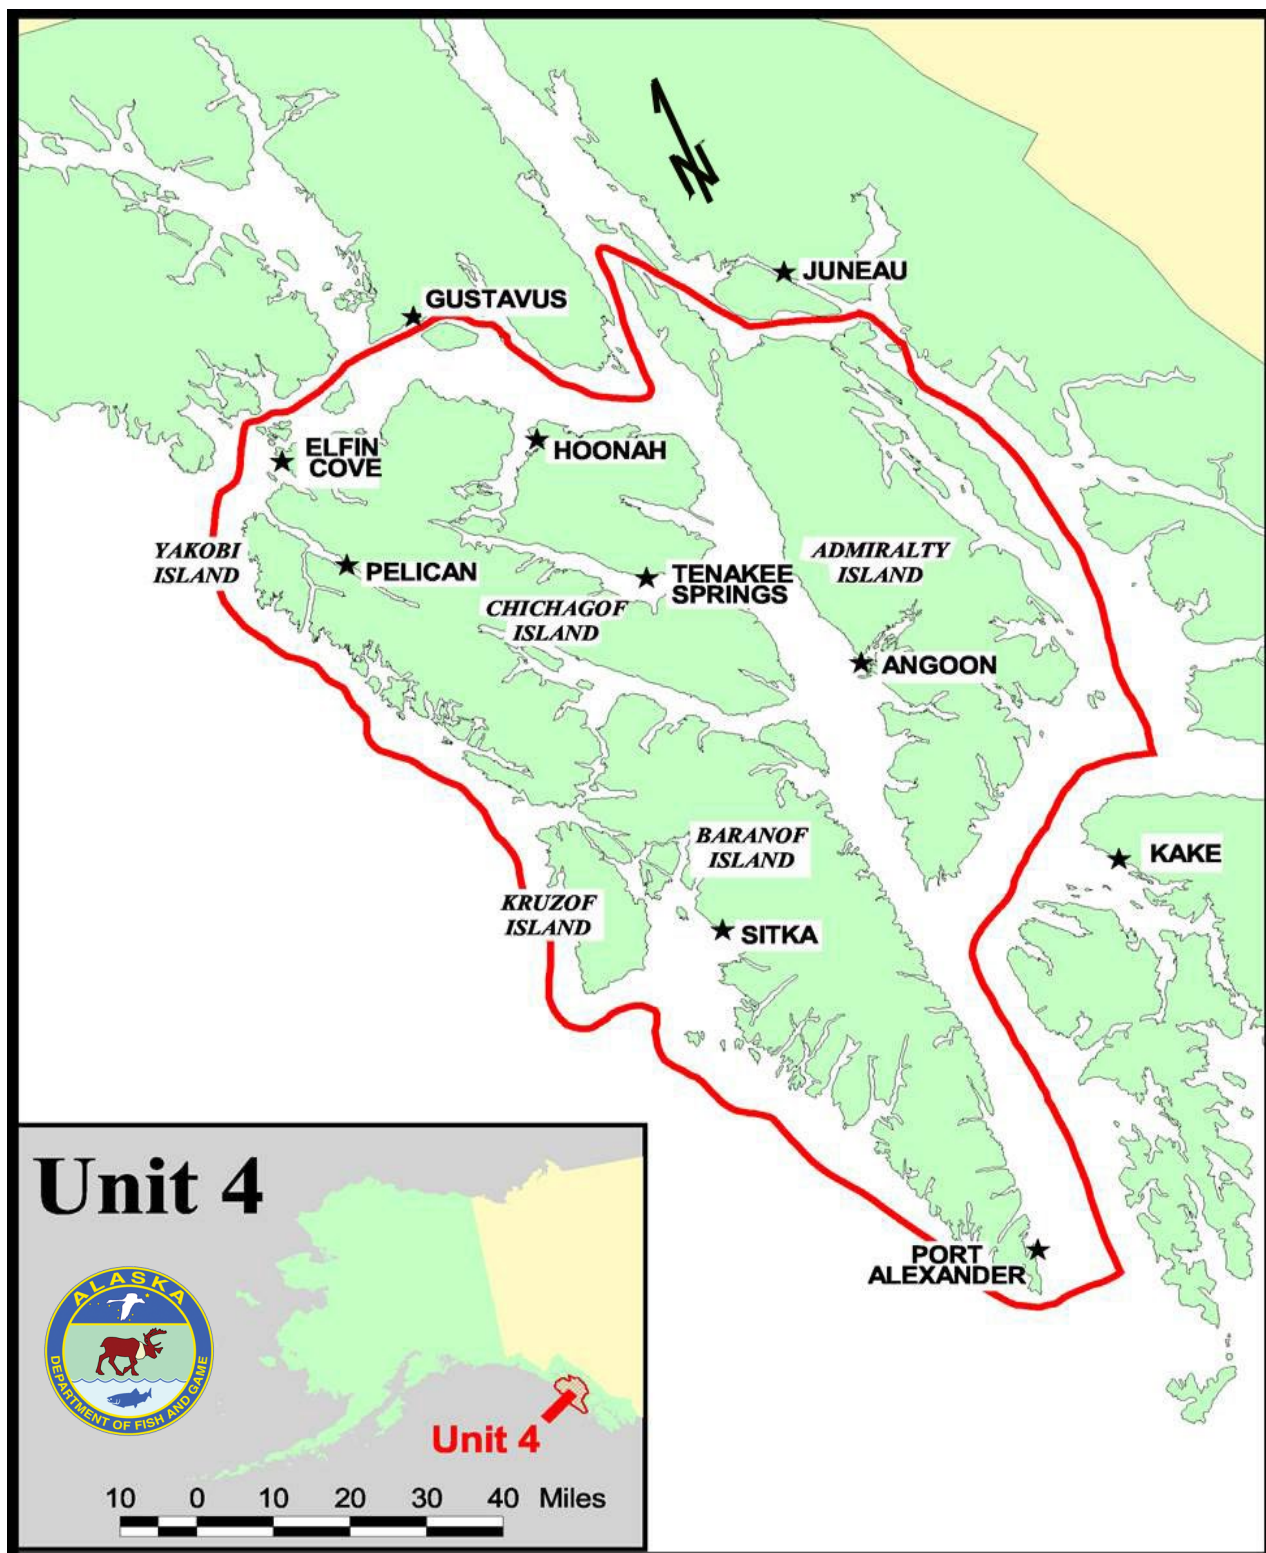 N
JUNEAU
GUSTAVUS
ELFIN
COVE
HOONAH
YAKOBI
ISLAND
PELICAN
TENAKEE
SPRINGS
ADMIRALTY
ISLAND
CHICHAGOF
ISLAND
ANGOON
BARANOF
ISLAND
KAKE
KRUZOF
ISLAND
SITKA
PORT
ALEXANDER
Unit 4
ALASKA
DEPARTMENT OF FISH AND GAME
Unit 4
10 0 10 20 30 40 Miles